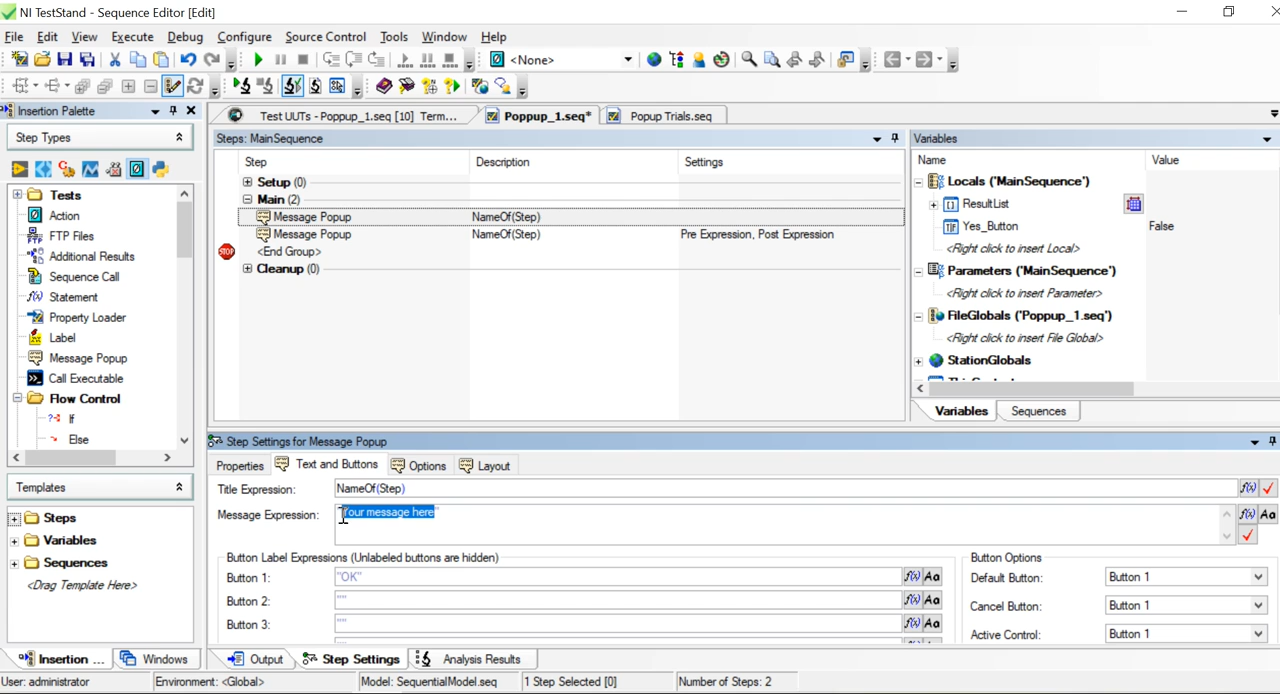 NI TestStand - Sequence Editor [Edit]
File Edit View Execute Debug Configure Source Control Tools Window Help
<None>
Insertion Palette
Test UUTs - Poppup_1.seq [10] Term...
Poppup_1.seq*
Popup Trials.seq
Step Types
Steps: MainSequence
Variables
Step Description Settings
Name Value
Setup (0)
Main (2)
Message Popup NameOf(Step)
Message Popup NameOf(Step) Pre Expression, Post Expression
STOP
<End Group>
Cleanup (0)
Locals ('MainSequence')
ResultList
Yes_Button False
<Right click to insert Local>
Parameters ('MainSequence')
<Right click to insert Parameter>
FileGlobals ('Poppup_1.seq')
<Right click to insert File Global>
StationGlobals
Variables Sequences
Tests
Action
FTP Files
Additional Results
Sequence Call
Statement
Property Loader
Label
Message Popup
Call Executable
Flow Control
If
Else
Templates
Steps
Variables
Sequences
<Drag Template Here>
Insertion ... Windows
Step Settings for Message Popup
Properties Text and Buttons Options Layout
Title Expression: NameOf(Step)
Message Expression: "Your message here"
Button Label Expressions (Unlabeled buttons are hidden)
Button 1: "OK"
Button 2: ""
Button 3: ""
Button Options
Default Button: Button 1
Cancel Button: Button 1
Active Control: Button 1
Output Step Settings Analysis Results
User: administrator Environment: <Global> Model: SequentialModel.seq 1 Step Selected [0] Number of Steps: 2